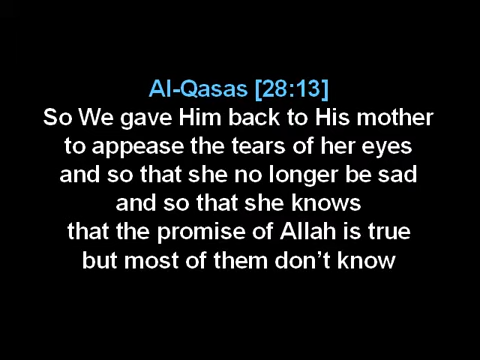 Al-Qasas [28:13]
So We gave Him back to His mother
to appease the tears of her eyes
and so that she no longer be sad
and so that she knows
that the promise of Allah is true
but most of them don't know